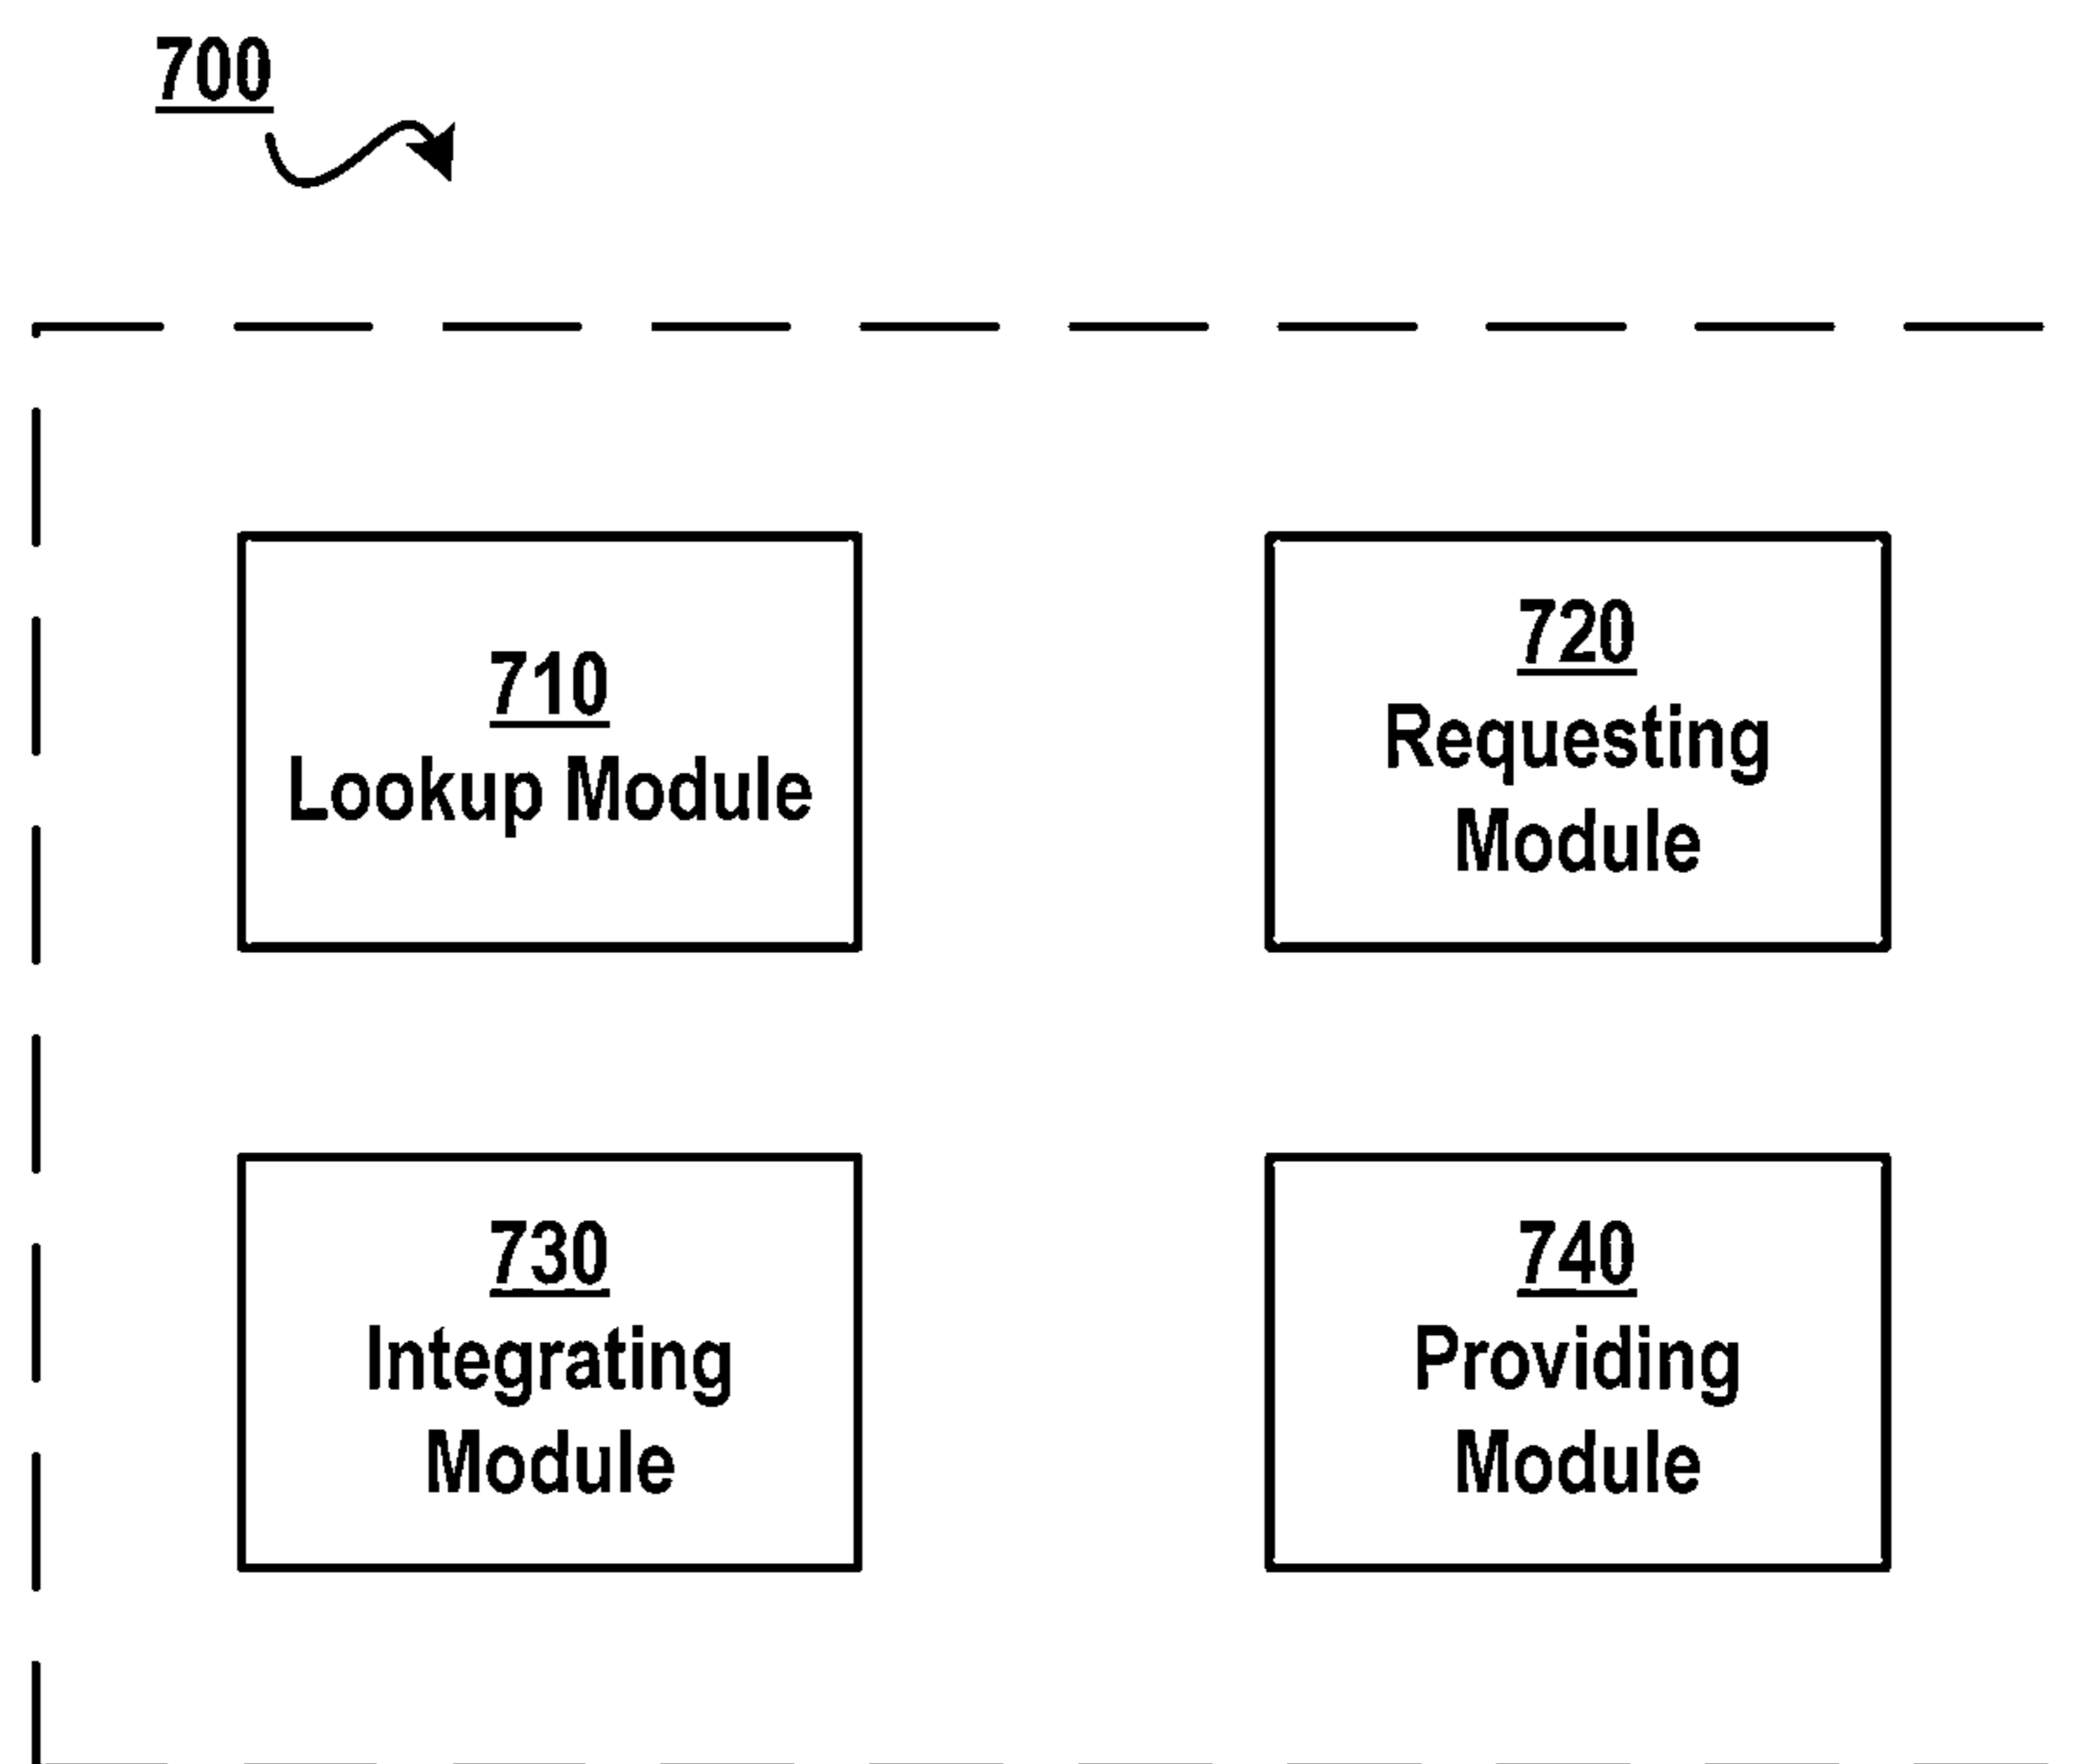 700
710
Lookup Module
720
Requesting
Module
730
Integrating
Module
740
Providing
Module